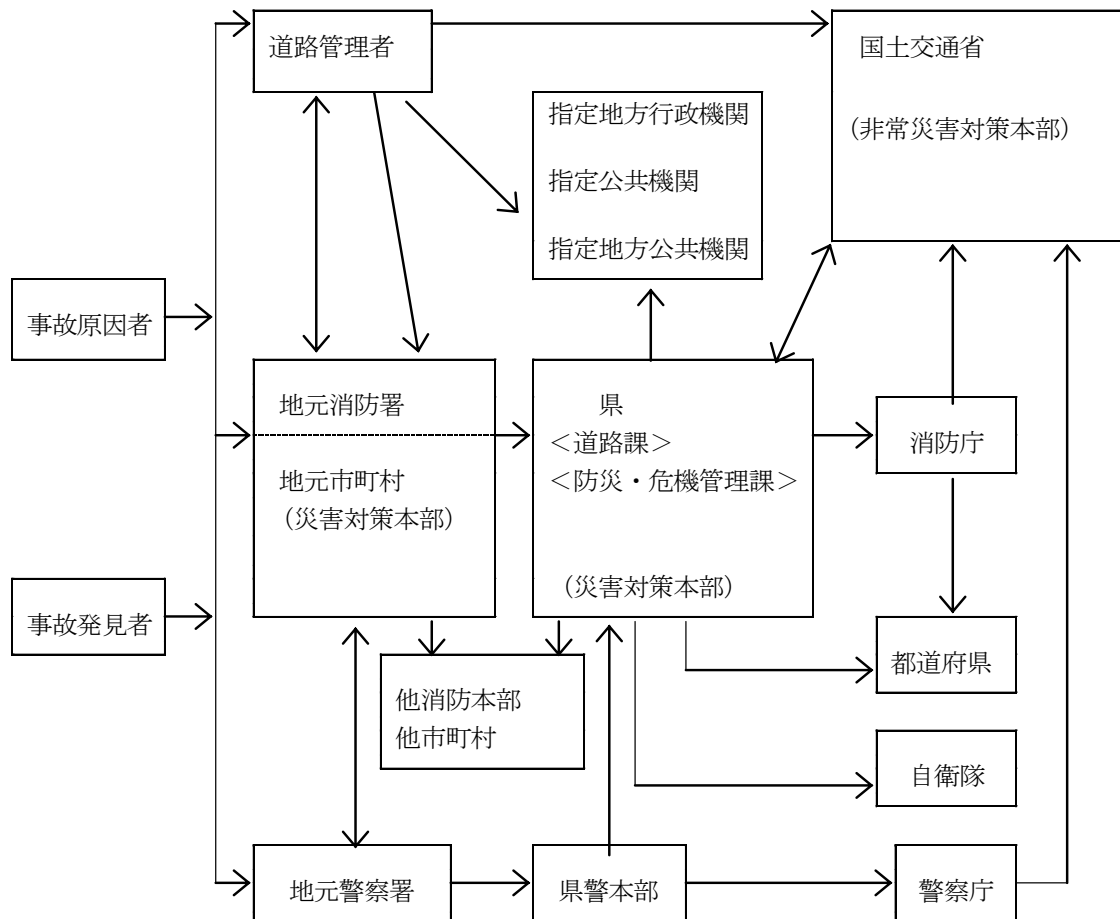 道路管理者
国土交通省
（非常災害対策本部）
指定地方行政機関
指定公共機関
指定地方公共機関
事故原因者
地元消防署
地元市町村
（災害対策本部）
県
＜道路課＞
＜防災・危機管理課＞
（災害対策本部）
消防庁
事故発見者
他消防本部
他市町村
都道府県
自衛隊
地元警察署
県警本部
警察庁